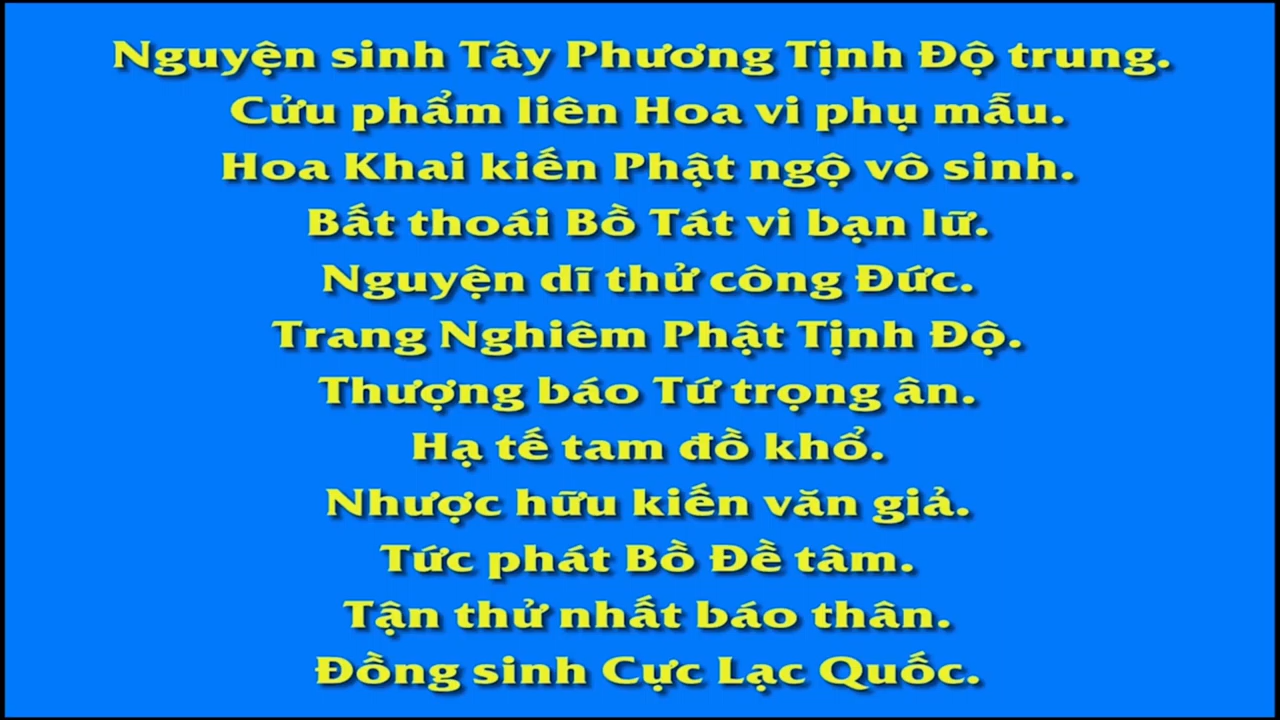 Nguyện sinh Tây Phương Tịnh Độ trung.
Cửu phẩm liên Hoa vi phụ mẫu.
Hoa Khai kiến Phật ngộ vô sinh.
Bất thoái Bồ Tát vi bạn lữ.
Nguyện dĩ thử công Đức.
Trang Nghiêm Phật Tịnh Độ.
Thượng báo Tứ trọng ân.
Hạ tế tam đồ khổ.
Nhược hữu kiến văn giả.
Tức phát Bồ Đề tâm.
Tận thử nhất báo thân.
Đồng sinh Cực Lạc Quốc.